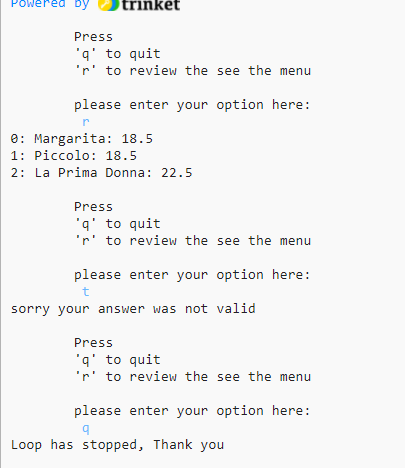 Powered by trinket
Press
'q' to quit
'r' to review the see the menu
please enter your option here:
r
0: Margarita: 18.5
1: Piccolo: 18.5
2: La Prima Donna: 22.5
Press
'q' to quit
'r' to review the see the menu
please enter your option here:
t
sorry your answer was not valid
Press
'q' to quit
'r' to review the see the menu
please enter your option here:
q
Loop has stopped, Thank you